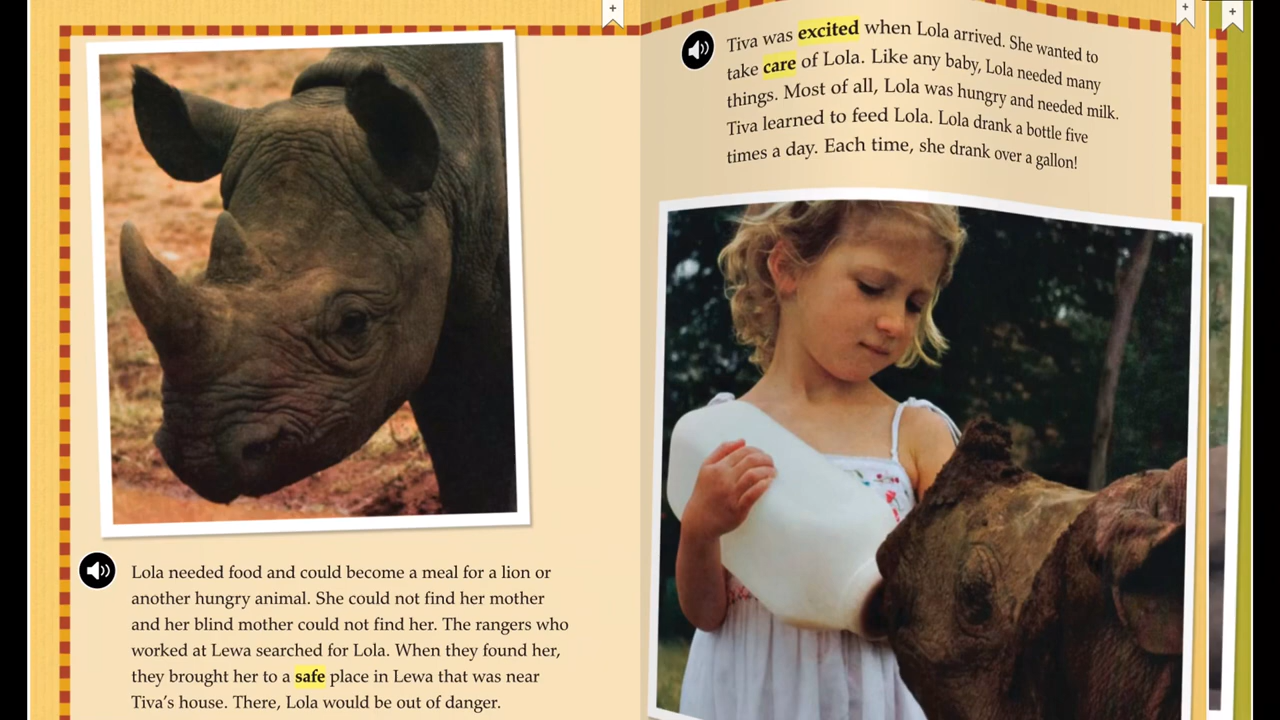 Lola needed food and could become a meal for a lion or
another hungry animal. She could not find her mother
and her blind mother could not find her. The rangers who
worked at Lewa searched for Lola. When they found her,
they brought her to a safe place in Lewa that was near
Tiva’s house. There, Lola would be out of danger.
Tiva was excited when Lola arrived. She wanted to
take care of Lola. Like any baby, Lola needed many
things. Most of all, Lola was hungry and needed milk.
Tiva learned to feed Lola. Lola drank a bottle five
times a day. Each time, she drank over a gallon!